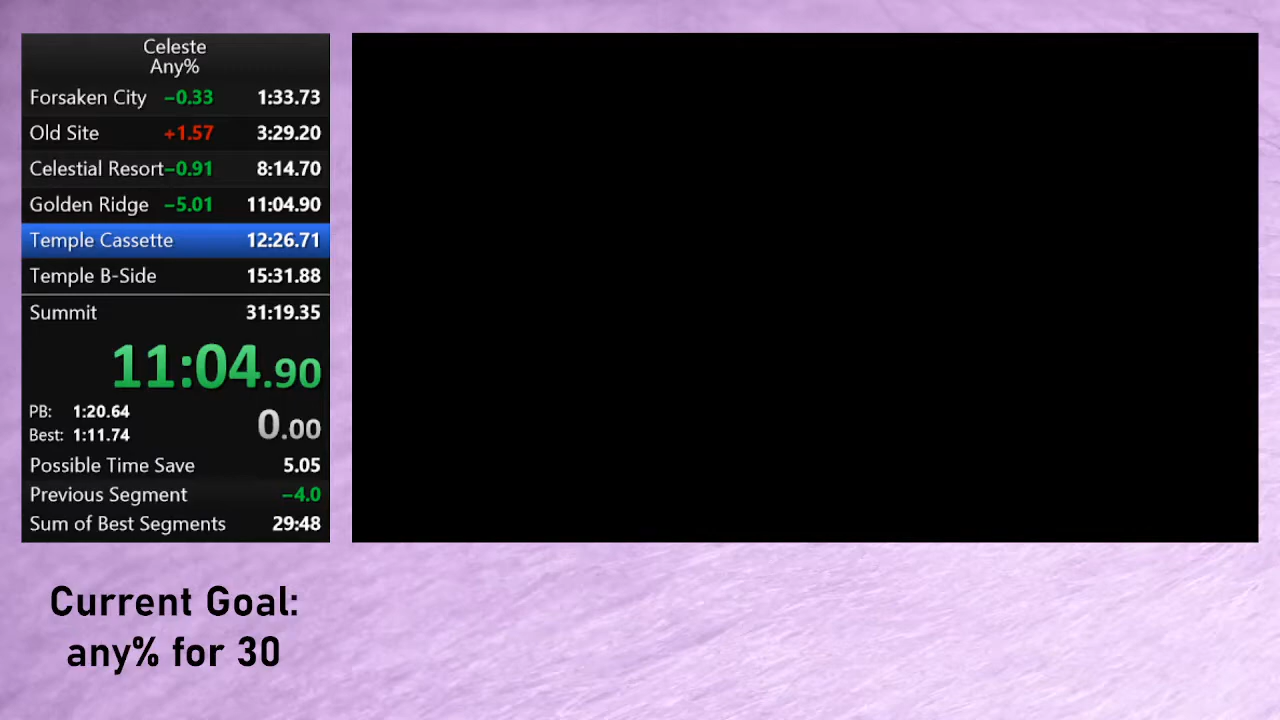 Celeste
Any%
Forsaken City −0.33 1:33.73
Old Site +1.57 3:29.20
Celestial Resort −0.91 8:14.70
Golden Ridge −5.01 11:04.90
Temple Cassette 12:26.71
Temple B-Side 15:31.88
Summit 31:19.35
11:04.90
PB: 1:20.64
Best: 1:11.74
0.00
Possible Time Save 5.05
Previous Segment −4.0
Sum of Best Segments 29:48
Current Goal:
any% for 30